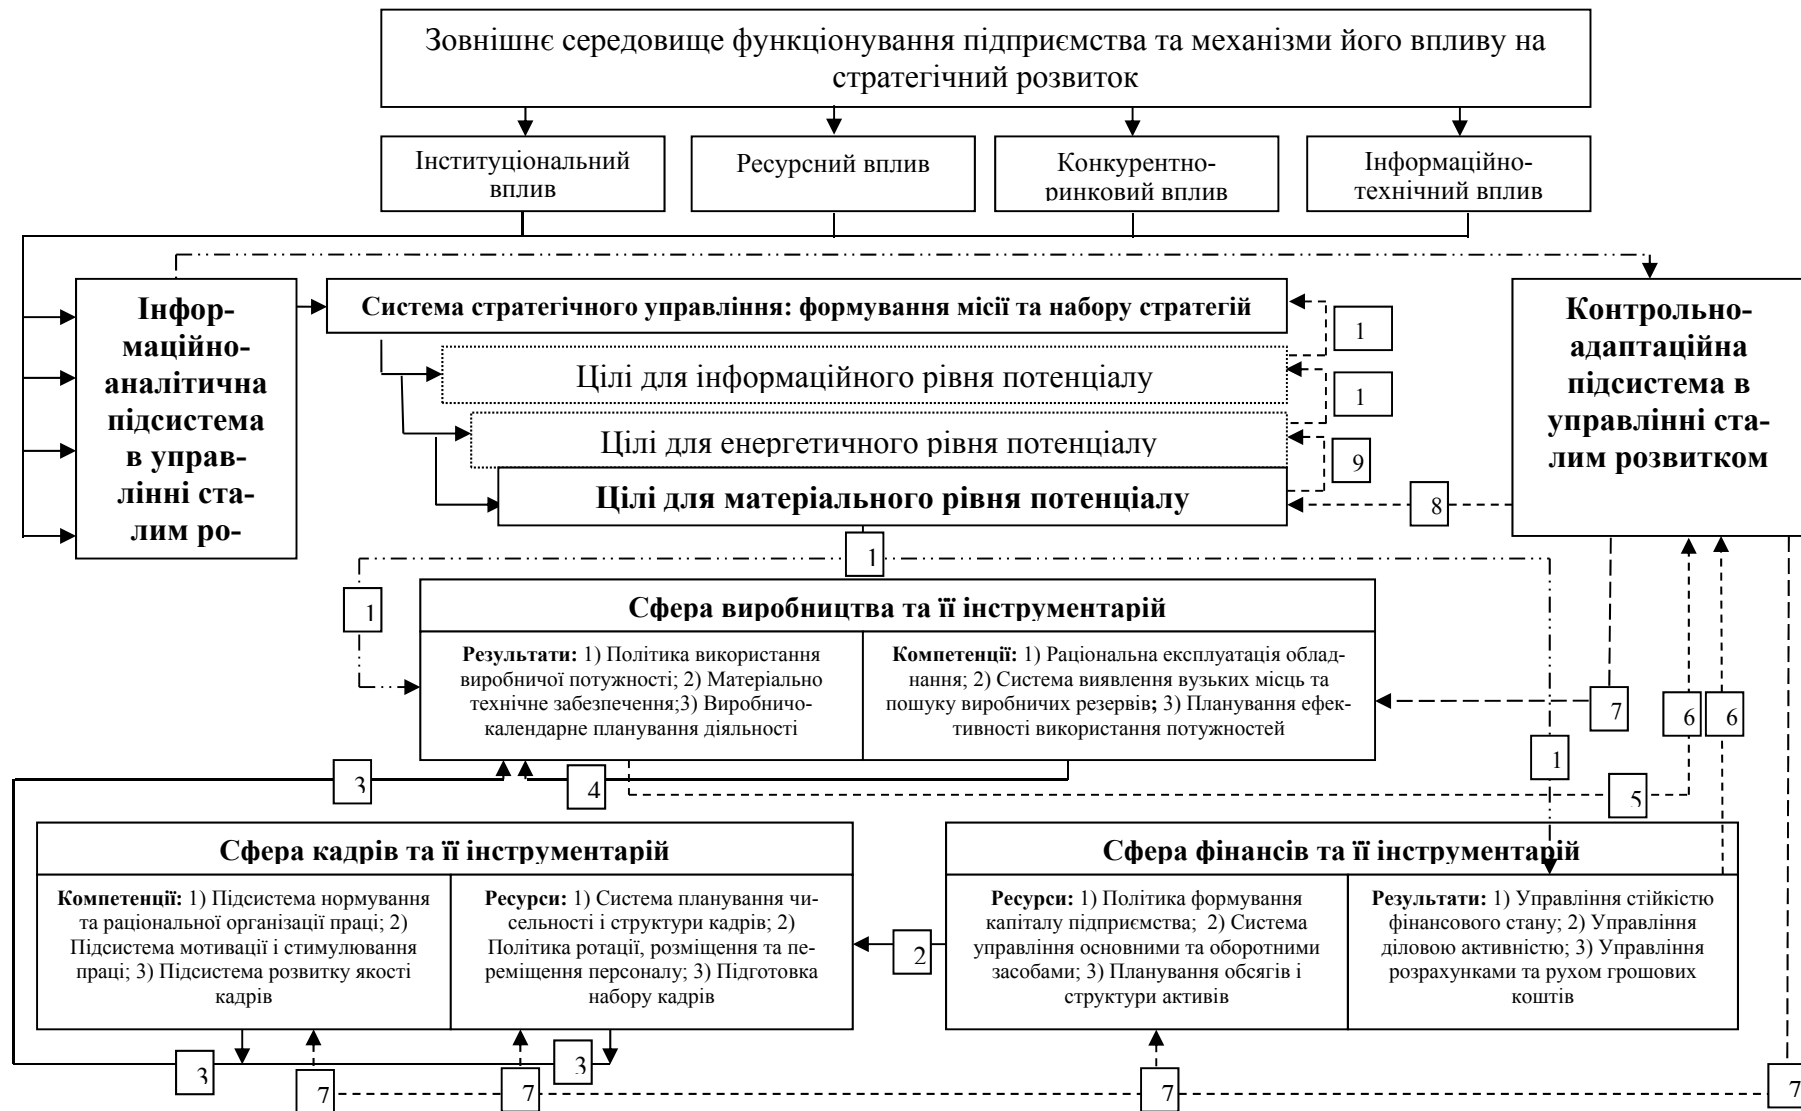 Зовнішнє середовище функціонування підприємства та механізми його впливу на
стратегічний розвиток
Інституціональний
вплив
Ресурсний вплив
Конкурентно-
ринковий вплив
Інформаційно-
технічний вплив
Інфор-
маційно-
аналітична
підсистема
в управ-
лінні ста-
лим ро-
Система стратегічного управління: формування місії та набору стратегій
1
Цілі для інформаційного рівня потенціалу
1
Цілі для енергетичного рівня потенціалу
9
Цілі для матеріального рівня потенціалу
8
Контрольно-
адаптаційна
підсистема в
управлінні ста-
лим розвитком
1
1
Сфера виробництва та її інструментарій
Результати: 1) Політика використання
виробничої потужності; 2) Матеріально
технічне забезпечення;3) Виробничо-
календарне планування діяльності
Компетенції: 1) Раціональна експлуатація облад-
нання; 2) Система виявлення вузьких місць та
пошуку виробничих резервів; 3) Планування ефек-
тивності використання потужностей
7
6
6
1
3
4
5
Сфера кадрів та її інструментарій
Компетенції: 1) Підсистема нормування
та раціональної організації праці; 2)
Підсистема мотивації і стимулювання
праці; 3) Підсистема розвитку якості
кадрів
Ресурси: 1) Система планування чи-
сельності і структури кадрів; 2)
Політика ротації, розміщення та пе-
реміщення персоналу; 3) Підготовка
набору кадрів
2
Сфера фінансів та її інструментарій
Ресурси: 1) Політика формування
капіталу підприємства; 2) Система
управління основними та оборотними
засобами; 3) Планування обсягів і
структури активів
Результати: 1) Управління стійкістю
фінансового стану; 2) Управління
діловою активністю; 3) Управління
розрахунками та рухом грошових
коштів
3
3
7
7
7
7